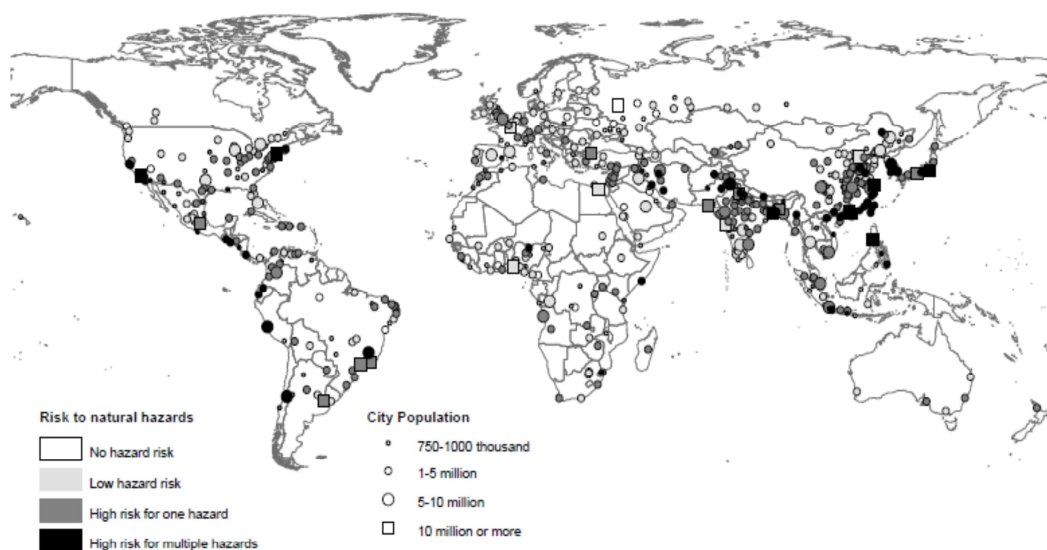 Risk to natural hazards
No hazard risk
Low hazard risk
High risk for one hazard
High risk for multiple hazards
City Population
750-1000 thousand
1-5 million
5-10 million
10 million or more